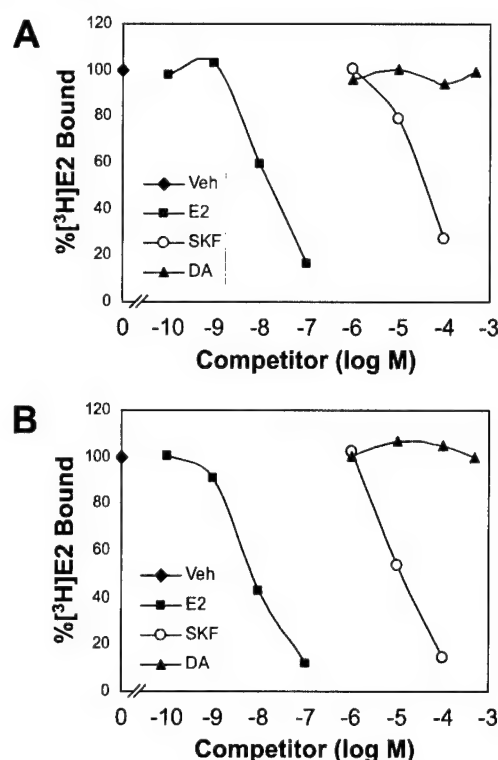 A
%[³H]E2 Bound
120
100
80
60
40
20
0
Veh
E2
SKF
DA
0 -10 -9 -8 -7 -6 -5 -4 -3
Competitor (log M)
B
%[³H]E2 Bound
120
100
80
60
40
20
0
Veh
E2
SKF
DA
0 -10 -9 -8 -7 -6 -5 -4 -3
Competitor (log M)